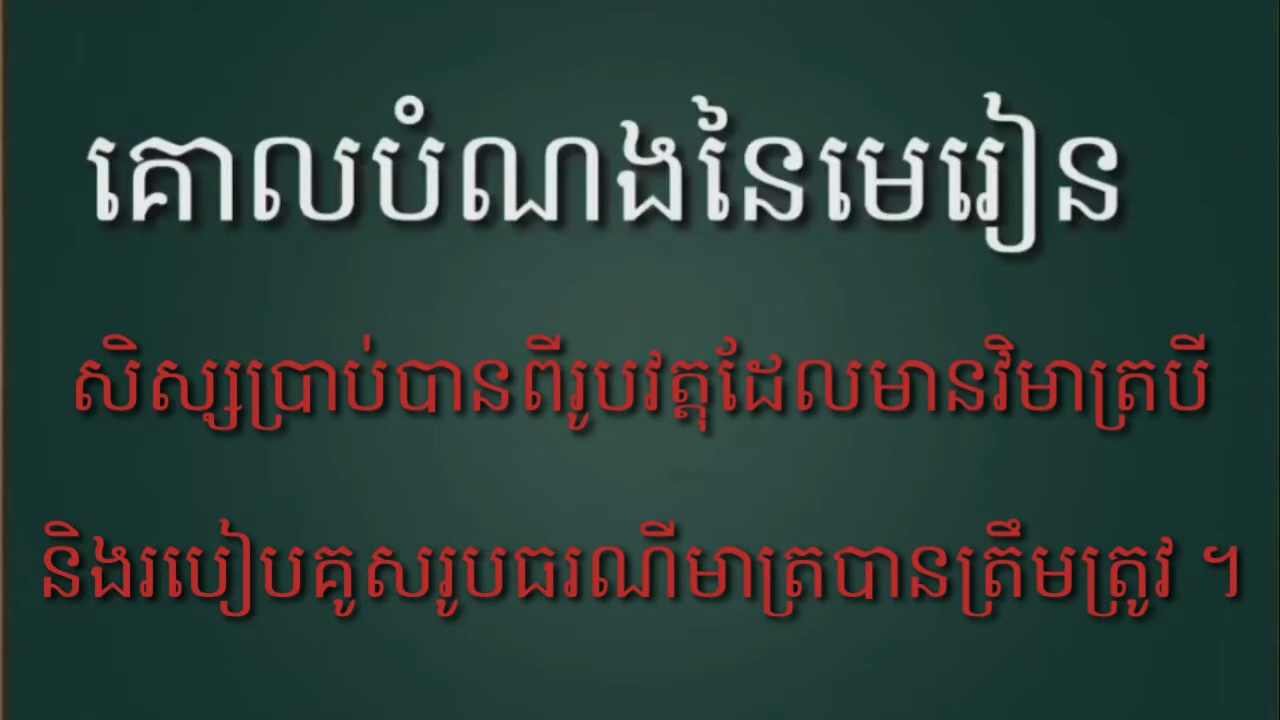 គោលបំណងនៃមេរៀន
សិស្សប្រាប់បានពីរូបវត្ថុដែលមានវិមាត្របី
និងរបៀបគូសរូបធរណីមាត្របានត្រឹមត្រូវ ។